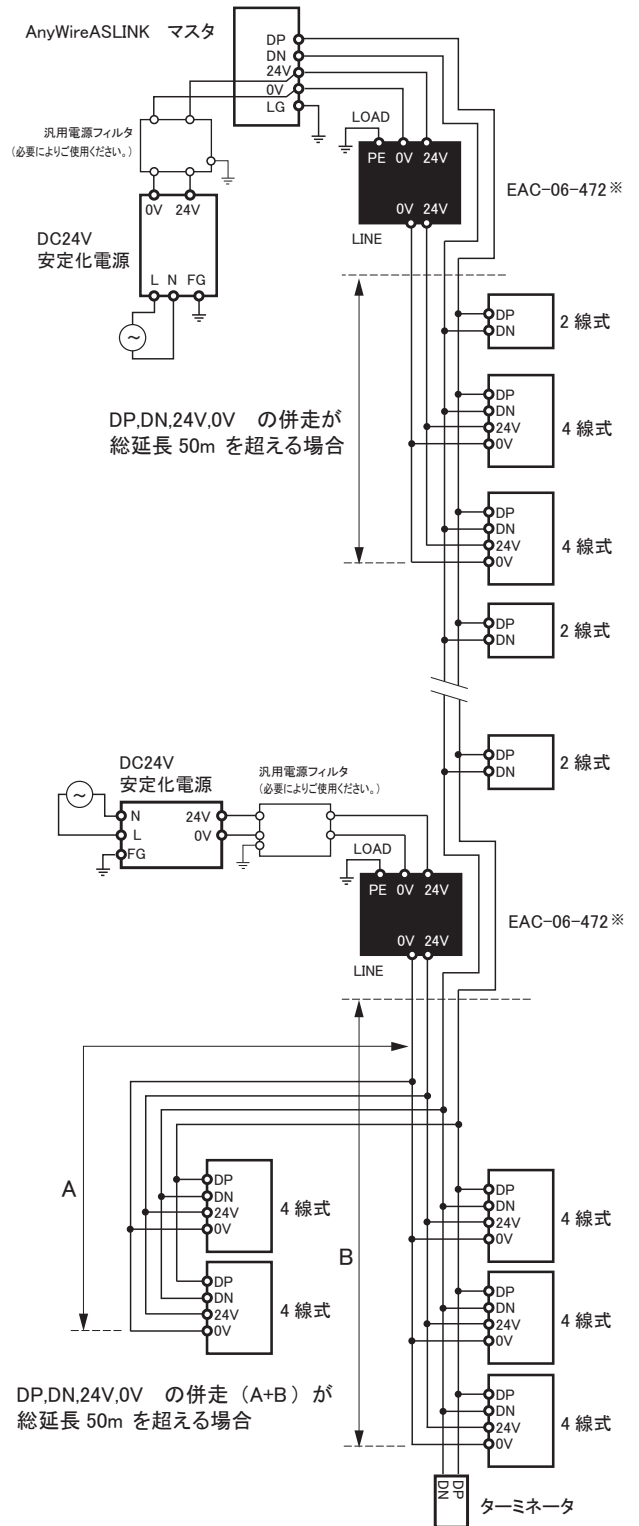 AnyWireASLINK マスタ
DP
DN
24V
0V
LG
汎用電源フィルタ
(必要によりご使用ください。)
0V 24V
DC24V
安定化電源
L N FG
~
LOAD
PE 0V 24V
0V 24V
LINE
EAC-06-472※
DP,DN,24V,0V の併走が
総延長 50m を超える場合
DP
DN
2 線式
DP
DN
24V
0V
4 線式
DP
DN
24V
0V
4 線式
DP
DN
2 線式
DP
DN
2 線式
DC24V
安定化電源
~
N
L
FG
24V
0V
汎用電源フィルタ
(必要によりご使用ください。)
LOAD
PE 0V 24V
0V 24V
LINE
EAC-06-472※
A
DP
DN
24V
0V
4 線式
DP
DN
24V
0V
4 線式
B
DP
DN
24V
0V
4 線式
DP
DN
24V
0V
4 線式
DP
DN
24V
0V
4 線式
DP,DN,24V,0V の併走 (A+B) が
総延長 50m を超える場合
DP
DN
ターミネータ